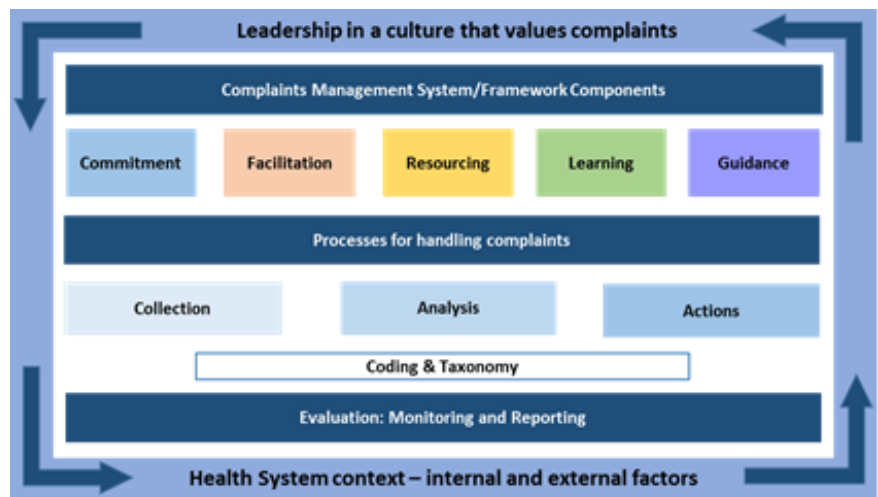 Leadership in a culture that values complaints
Complaints Management System/Framework Components
Commitment
Facilitation
Resourcing
Learning
Guidance
Processes for handling complaints
Collection
Analysis
Actions
Coding & Taxonomy
Evaluation: Monitoring and Reporting
Health System context – internal and external factors